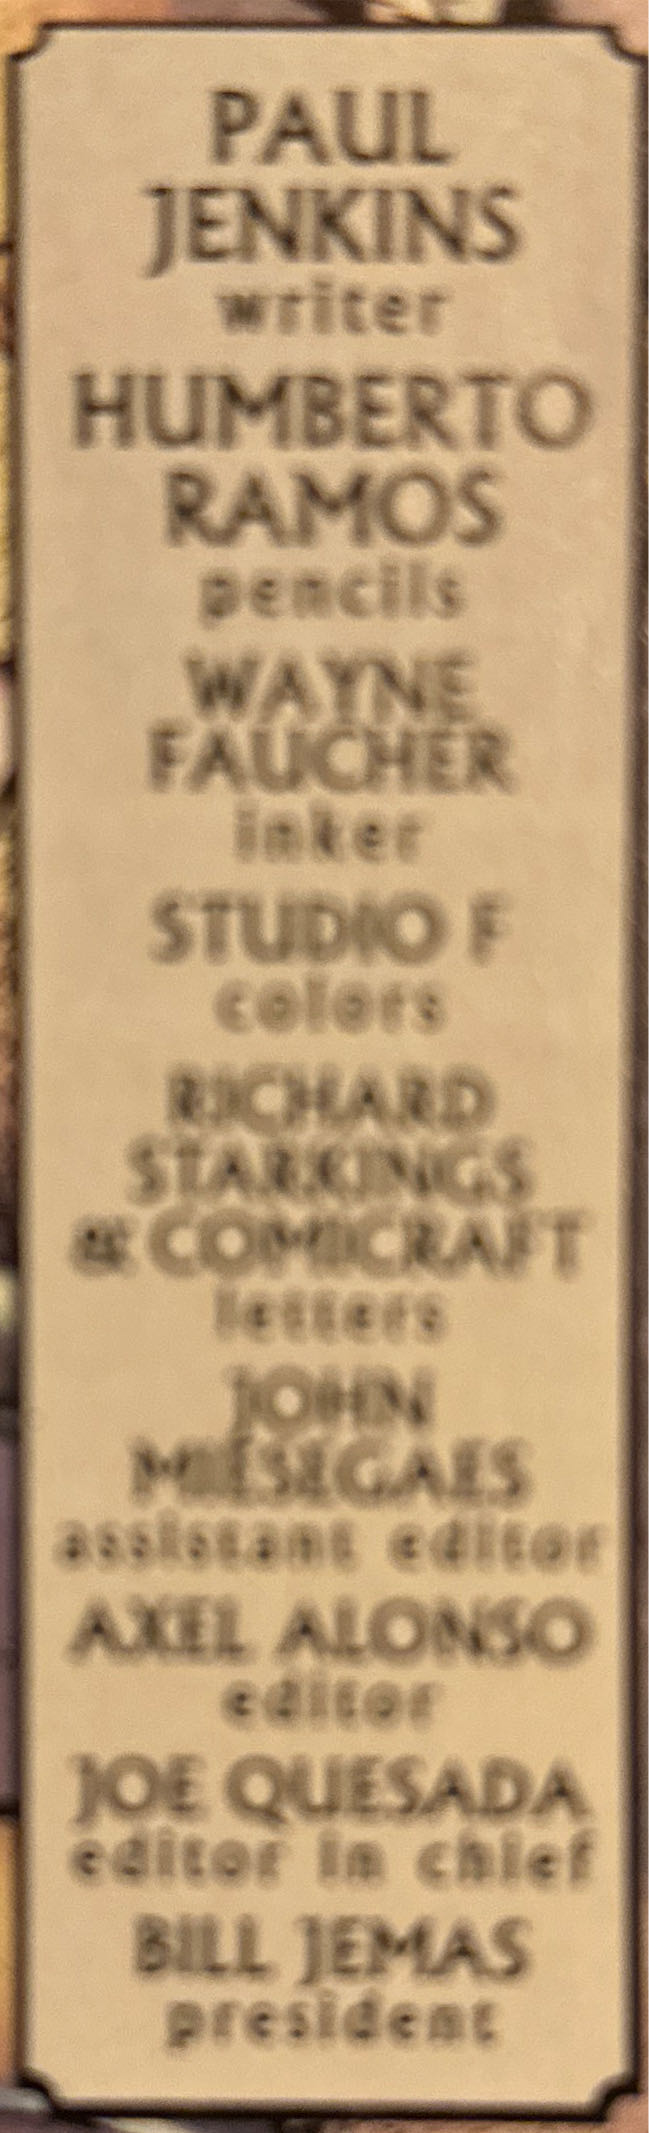 PAUL
JENKINS
writer
HUMBERTO
RAMOS
pencils
WAYNE
FAUCHER
inker
STUDIO F
colors
RICHARD
STARKINGS
& COMICRAFT
letters
JOHN
MIESEGAES
assistant editor
AXEL ALONSO
editor
JOE QUESADA
editor in chief
BILL JEMAS
president